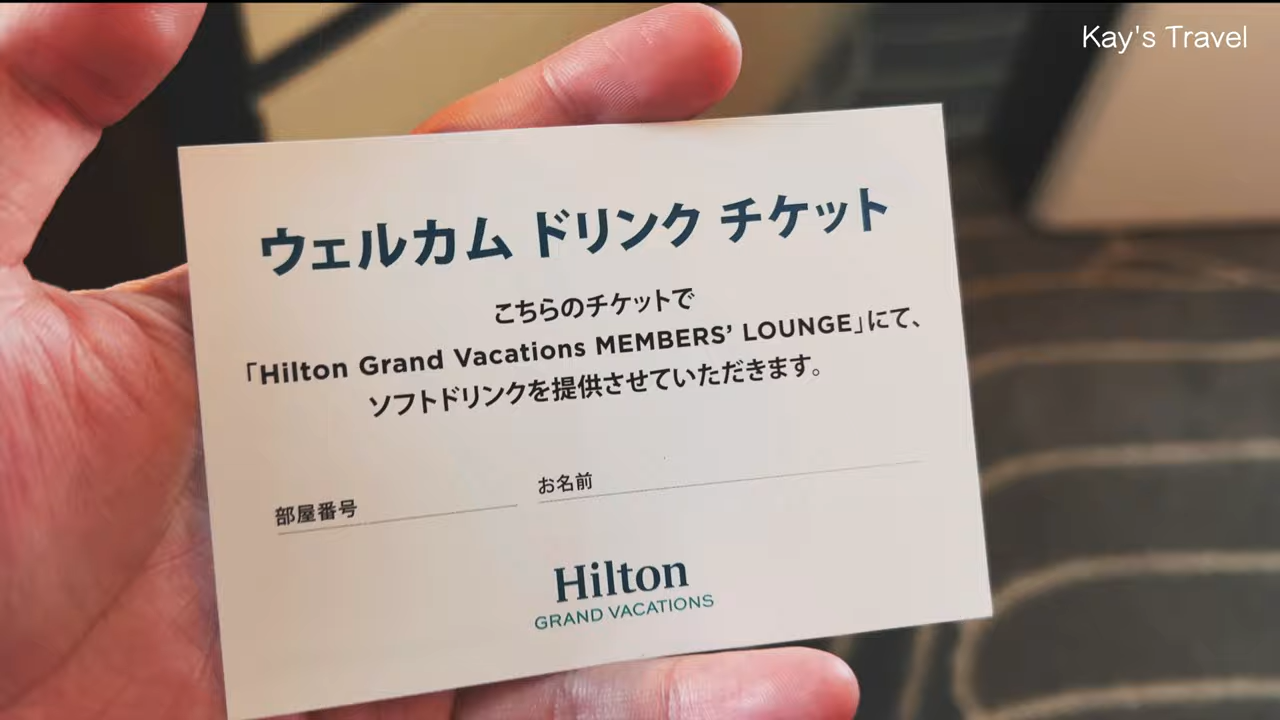 Kay's Travel
ウェルカム ドリンク チケット
こちらのチケットで
「Hilton Grand Vacations MEMBERS' LOUNGE」にて、
ソフトドリンクを提供させていただきます。
部屋番号 お名前
Hilton
GRAND VACATIONS